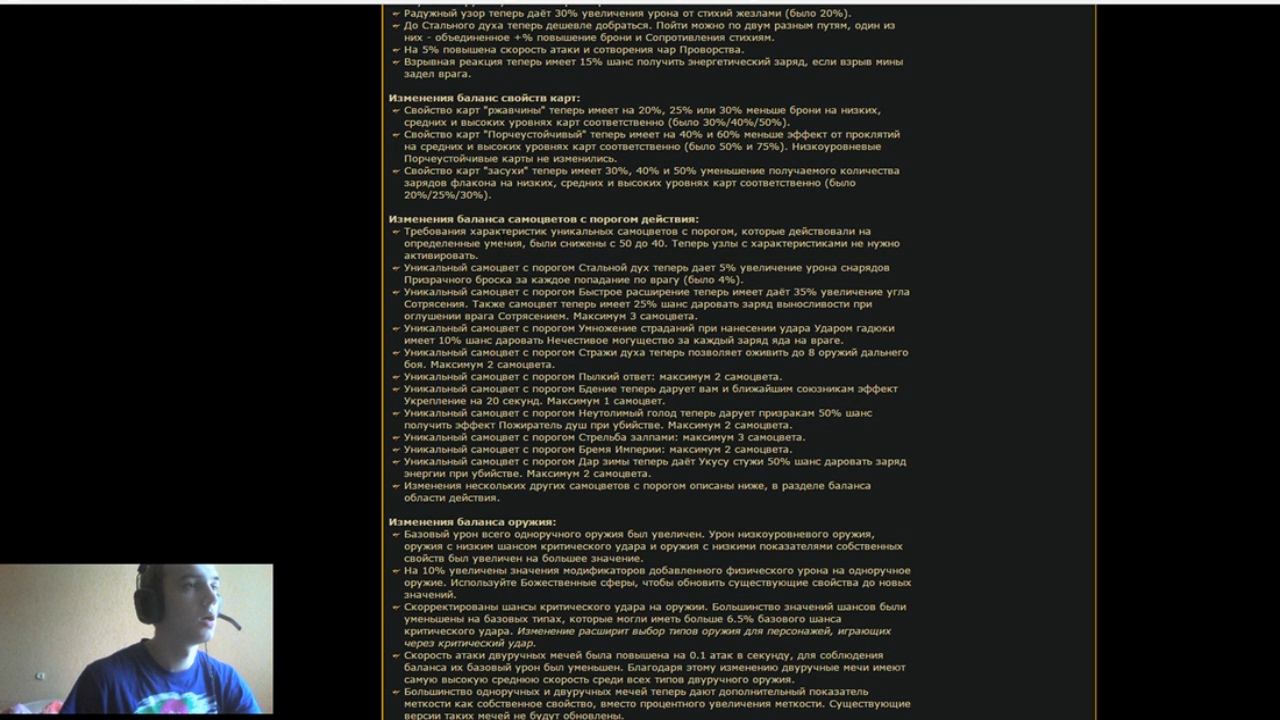 Радужный узор теперь даёт 30% увеличения урона от стихий жезлами (было 20%).
До Стального духа теперь дешевле добраться. Пойти можно по двум разным путям, один из
них - объединенное +% повышение брони и Сопротивления стихиям.
На 5% повышена скорость атаки и сотворения чар Проворства.
Взрывная реакция теперь имеет 15% шанс получить энергетический заряд, если взрыв мины
задел врага.
Изменения баланс свойств карт:
Свойство карт "ржавчины" теперь имеет на 20%, 25% или 30% меньше брони на низких,
средних и высоких уровнях карт соответственно (было 30%/40%/50%).
Свойство карт "Порчеустойчивый" теперь имеет на 40% и 60% меньше эффект от проклятий
на средних и высоких уровнях карт соответственно (было 50% и 75%). Низкоуровневые
Порчеустойчивые карты не изменились.
Свойство карт "засухи" теперь имеет 30%, 40% и 50% уменьшение получаемого количества
зарядов флакона на низких, средних и высоких уровнях карт соответственно (было
20%/25%/30%).
Изменения баланса самоцветов с порогом действия:
Требования характеристик уникальных самоцветов с порогом, которые действовали на
определенные умения, были снижены с 50 до 40. Теперь узлы с характеристиками не нужно
активировать.
Уникальный самоцвет с порогом Стальной дух теперь дает 5% увеличение урона снарядов
Призрачного броска за каждое попадание по врагу (было 4%).
Уникальный самоцвет с порогом Быстрое расширение теперь имеет даёт 35% увеличение угла
Сотрясения. Также самоцвет теперь имеет 25% шанс даровать заряд выносливости при
оглушении врага Сотрясением. Максимум 3 самоцвета.
Уникальный самоцвет с порогом Умножение страданий при нанесении удара Ударом гадюки
имеет 10% шанс даровать Нечестивое могущество за каждый заряд яда на враге.
Уникальный самоцвет с порогом Стражи духа теперь позволяет оживить до 8 оружий дальнего
боя. Максимум 2 самоцвета.
Уникальный самоцвет с порогом Пылкий ответ: максимум 2 самоцвета.
Уникальный самоцвет с порогом Бдение теперь дарует вам и ближайшим союзникам эффект
Укрепление на 20 секунд. Максимум 1 самоцвет.
Уникальный самоцвет с порогом Неутолимый голод теперь дарует призракам 50% шанс
получить эффект Пожиратель душ при убийстве. Максимум 2 самоцвета.
Уникальный самоцвет с порогом Стрельба залпами: максимум 3 самоцвета.
Уникальный самоцвет с порогом Бремя Империи: максимум 2 самоцвета.
Уникальный самоцвет с порогом Дар зимы теперь даёт Укусу стужи 50% шанс даровать заряд
энергии при убийстве. Максимум 2 самоцвета.
Изменения нескольких других самоцветов с порогом описаны ниже, в разделе баланса
области действия.
Изменения баланса оружия:
Базовый урон всего одноручного оружия был увеличен. Урон низкоуровневого оружия,
оружия с низким шансом критического удара и оружия с низкими показателями собственных
свойств был увеличен на большее значение.
На 10% увеличены значения модификаторов добавленного физического урона на одноручное
оружие. Используйте Божественные сферы, чтобы обновить существующие свойства до новых
значений.
Скорректированы шансы критического удара на оружии. Большинство значений шансов были
уменьшены на базовых типах, которые могли иметь больше 6.5% базового шанса
критического удара. Изменение расширит выбор типов оружия для персонажей, играющих
через критический удар.
Скорость атаки двуручных мечей была повышена на 0.1 атак в секунду, для соблюдения
баланса их базовый урон был уменьшен. Благодаря этому изменению двуручные мечи имеют
самую высокую среднюю скорость среди всех типов двуручного оружия.
Большинство одноручных и двуручных мечей теперь дают дополнительный показатель
меткости как собственное свойство, вместо процентного увеличения меткости. Существующие
версии таких мечей не будут обновлены.